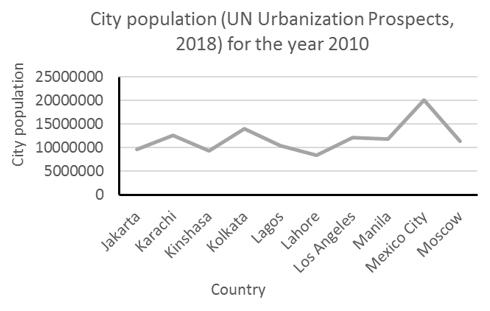 City population (UN Urbanization Prospects,
2018) for the year 2010
City population
25000000
20000000
15000000
10000000
5000000
0
Jakarta
Karachi
Kinshasa
Kolkata
Lagos
Lahore
Los Angeles
Manila
Mexico City
Moscow
Country